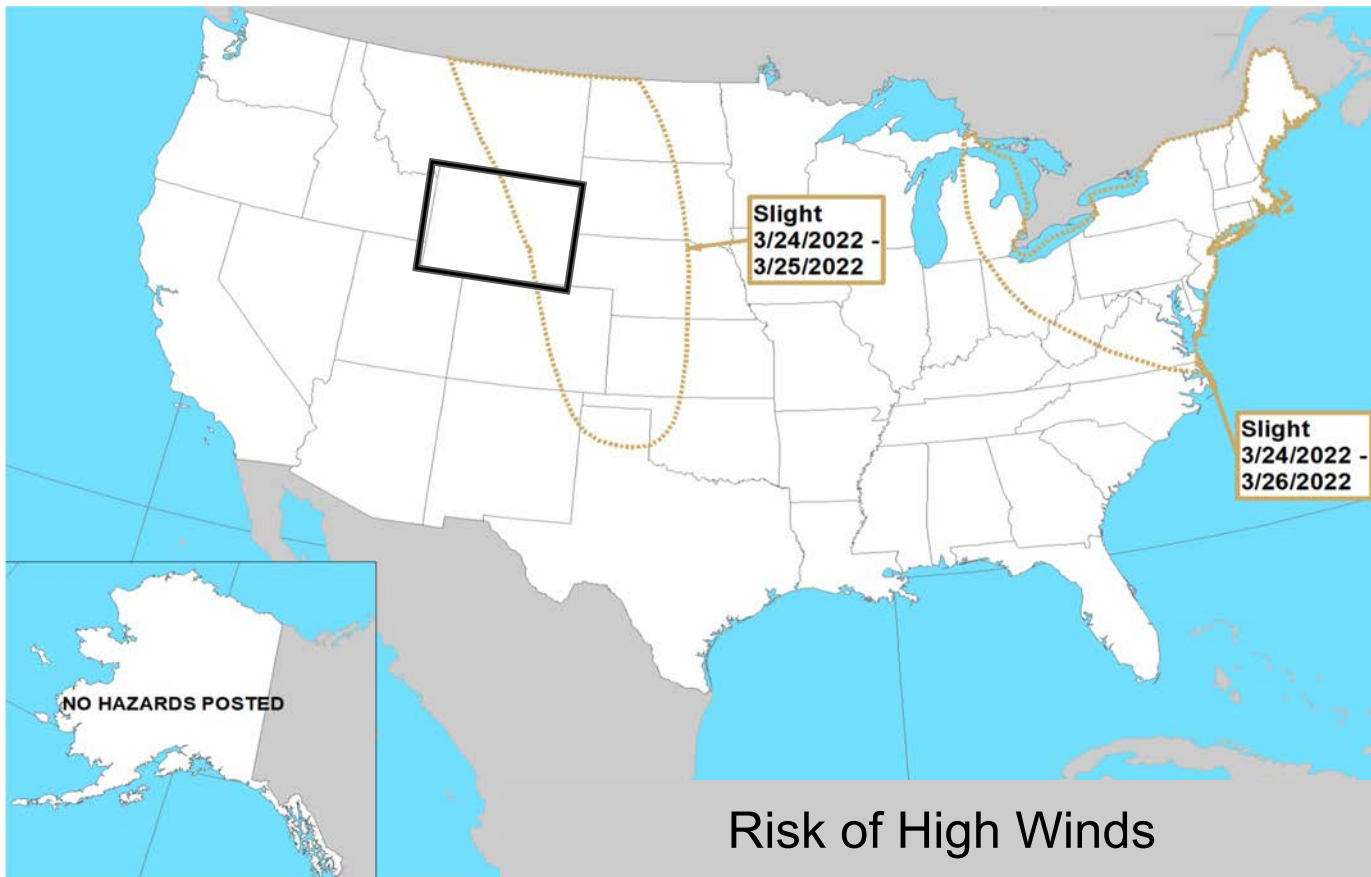 Slight
3/24/2022 -
3/25/2022
Slight
3/24/2022 -
3/26/2022
NO HAZARDS POSTED
Risk of High Winds